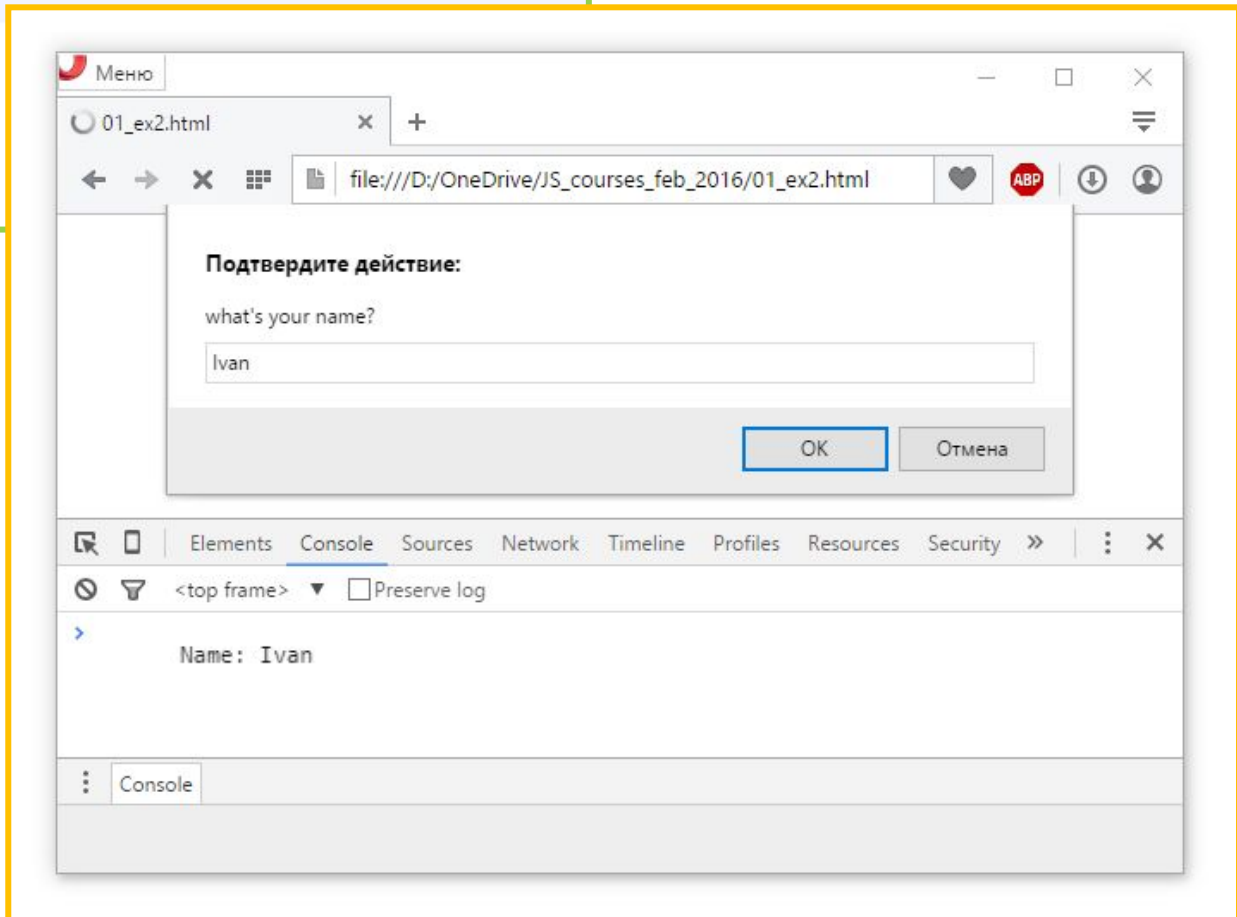 Меню
01_ex2.html
file:///D:/OneDrive/JS_courses_feb_2016/01_ex2.html
ABP
Подтвердите действие:
what's your name?
Ivan
OK Отмена
Elements Console Sources Network Timeline Profiles Resources Security »
<top frame> ▼ Preserve log
>
Name: Ivan
Console